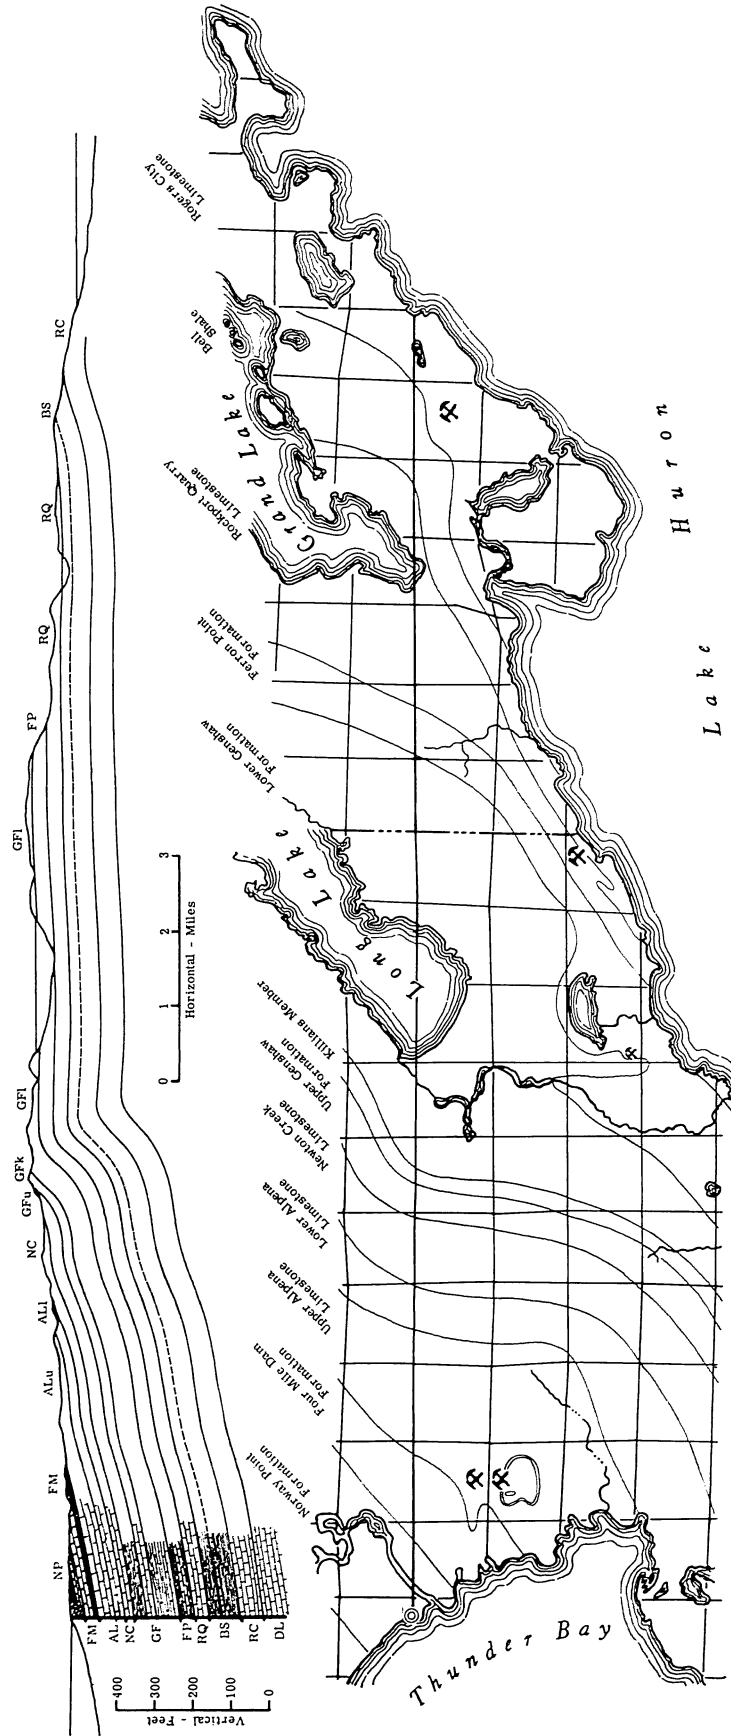 NP
FM
ALu
ALl
NC
GFu
GFk
GFl
GFl
FP
RQ
RQ
BS
RC
FM
AL
NC
GF
FP
RQ
BS
RC
DL
400
300
200
100
0
Vertical - Feet
0
1
2
3
Horizontal - Miles
Norway Point
Formation
Four Mile Dam
Formation
Upper Alpena
Limestone
Lower Alpena
Limestone
Newton Creek
Limestone
Upper Genshaw
Formation
Killians Member
Lower Genshaw
Formation
Ferron Point
Formation
Rockport Quarry
Limestone
Bell
Shale
Rogers City
Limestone
Long Lake
Grand Lake
Thunder Bay
Lake Huron